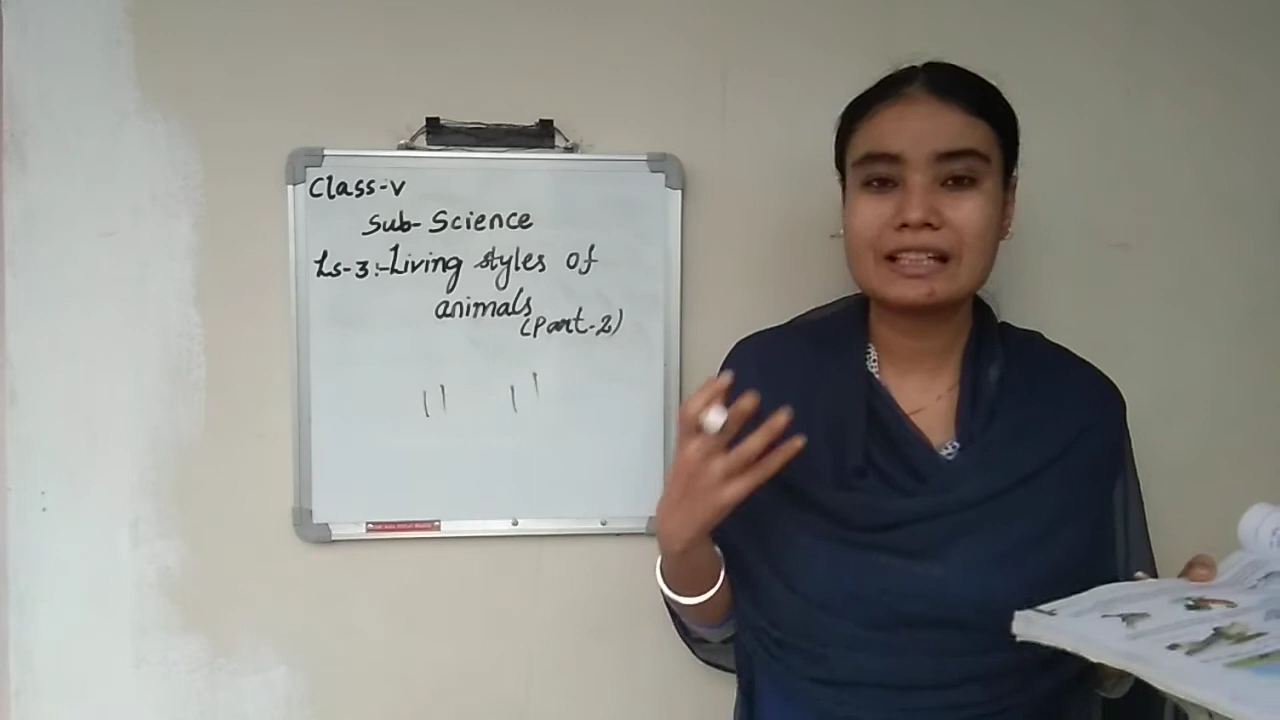 Class-V
Sub-Science
Ls-3:-Living styles of
animals
(Part-2)